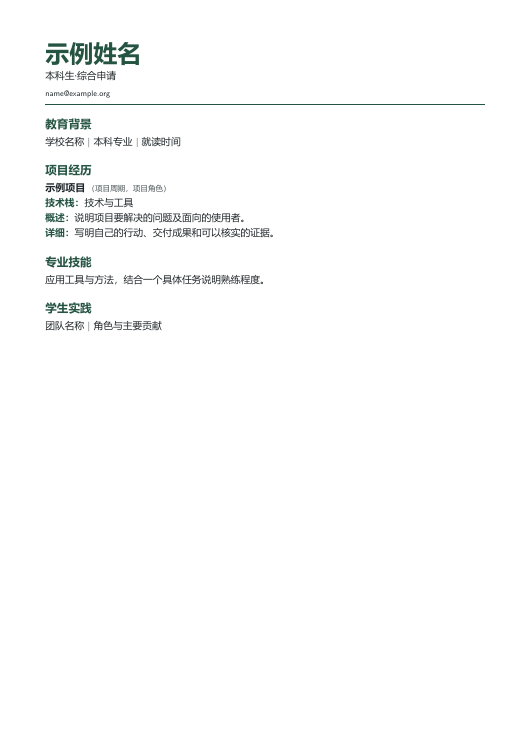 示例姓名
本科生·综合申请
name@example.org
教育背景
学校名称 | 本科专业 | 就读时间
项目经历
示例项目 （项目周期，项目角色）
技术栈：技术与工具
概述：说明项目要解决的问题及面向的使用者。
详细：写明自己的行动、交付成果和可以核实的证据。
专业技能
应用工具与方法，结合一个具体任务说明熟练程度。
学生实践
团队名称 | 角色与主要贡献